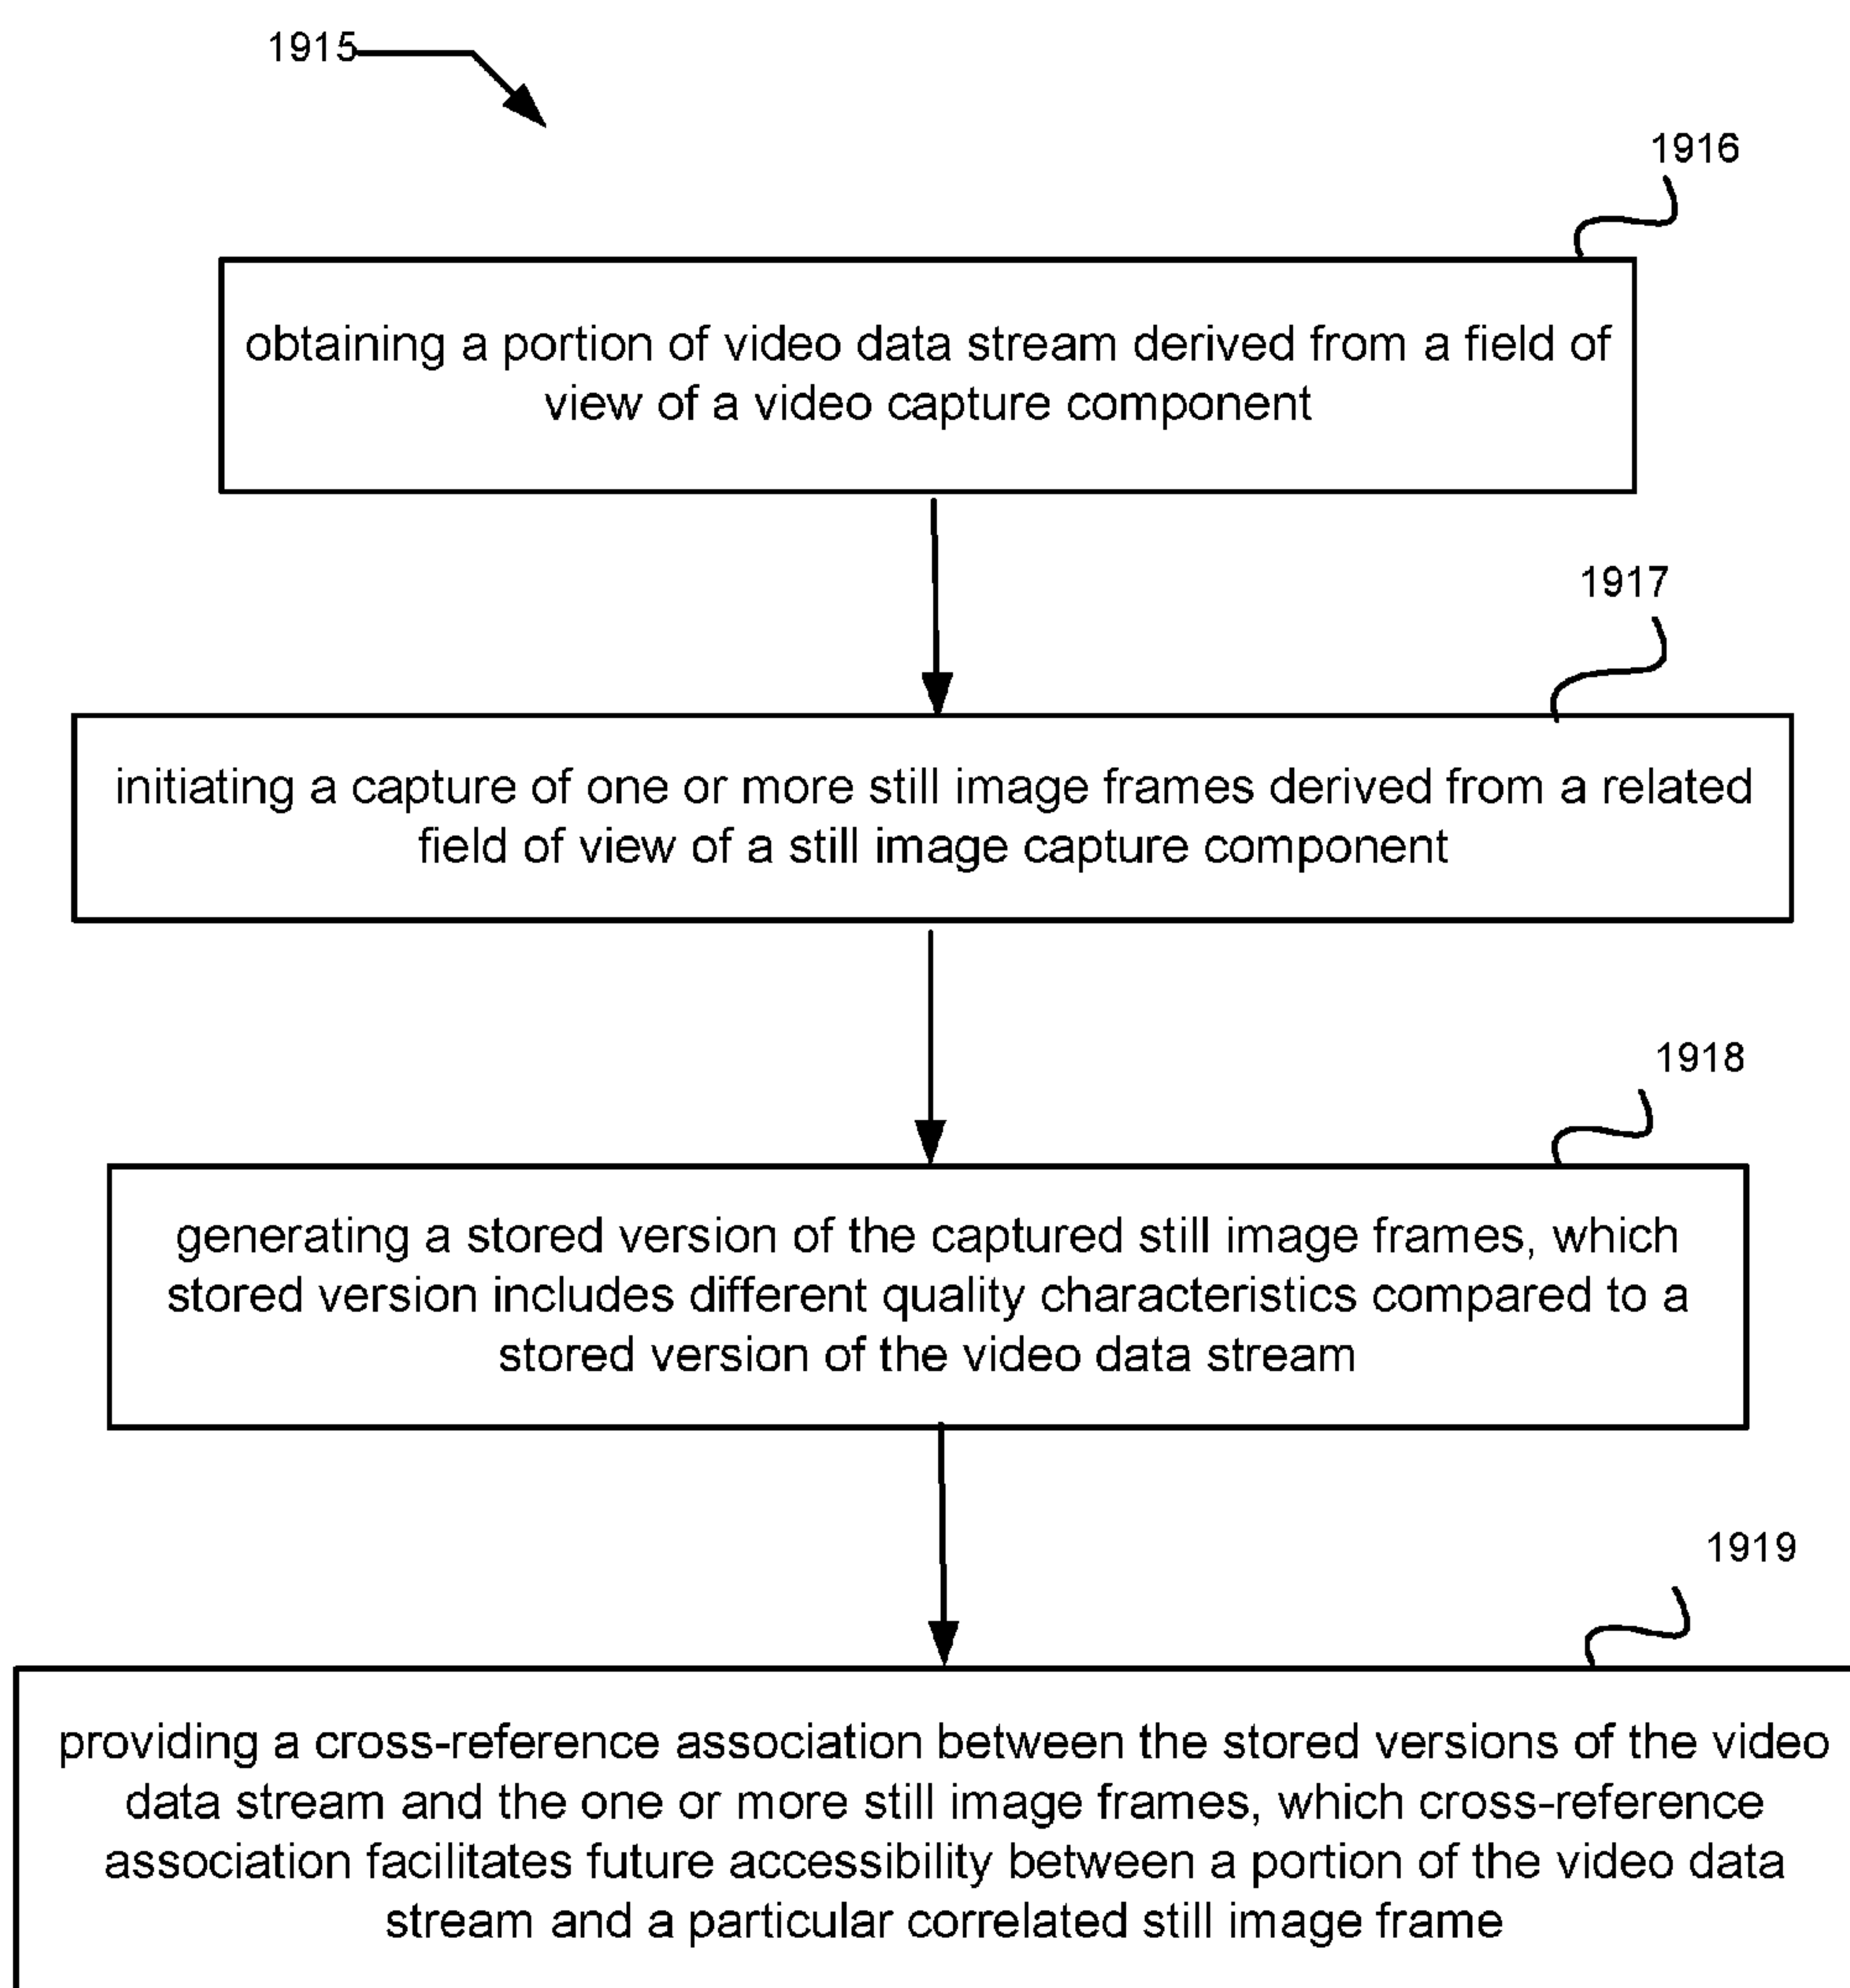 1915
1916
obtaining a portion of video data stream derived from a field of
view of a video capture component
1917
initiating a capture of one or more still image frames derived from a related
field of view of a still image capture component
1918
generating a stored version of the captured still image frames, which
stored version includes different quality characteristics compared to a
stored version of the video data stream
1919
providing a cross-reference association between the stored versions of the video
data stream and the one or more still image frames, which cross-reference
association facilitates future accessibility between a portion of the video data
stream and a particular correlated still image frame